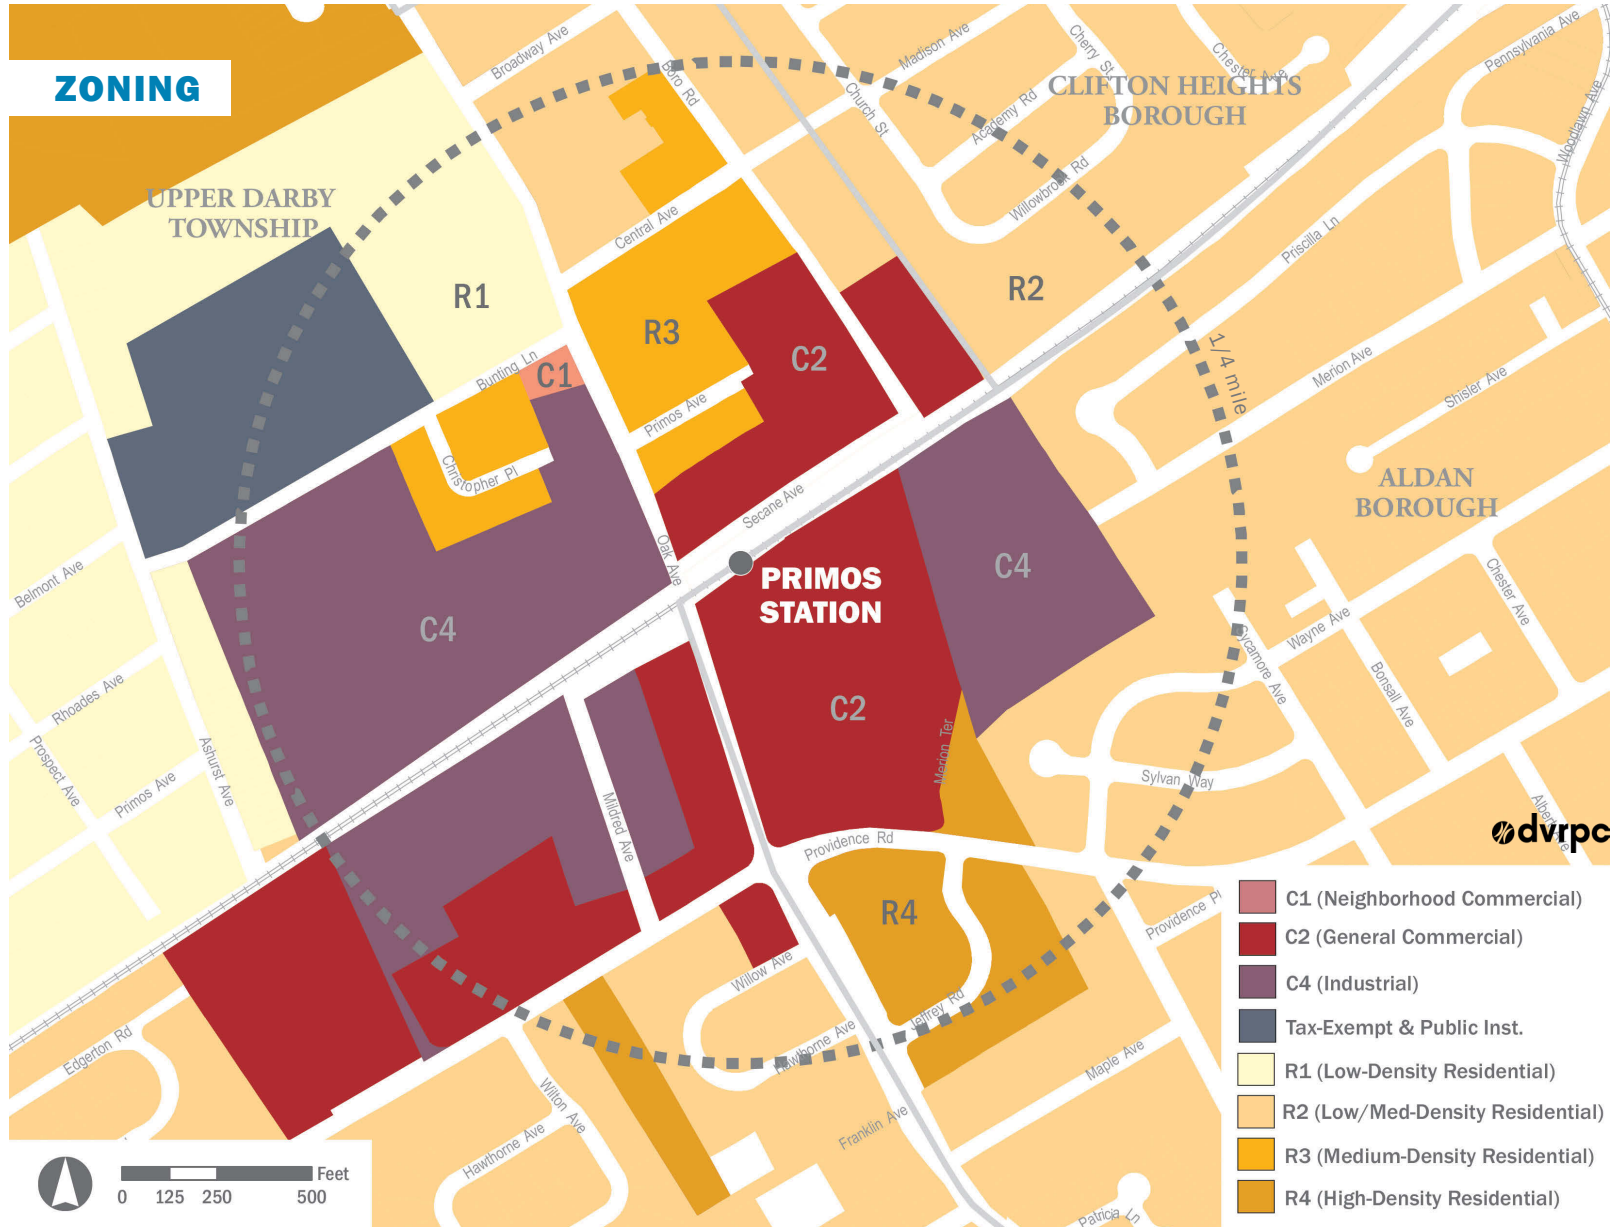 ZONING
Broadway Ave
Boro Rd
Madison Ave
Cherry St
Chester Ave
Pennsylvania Ave
Woodlawn Ave
Church St
Academy Rd
CLIFTON HEIGHTS
BOROUGH
Willowbrook Rd
UPPER DARBY
TOWNSHIP
Central Ave
Priscilla Ln
R1
R2
R3
C2
C1
Bunting Ln
1/4 mile
Merion Ave
Shisler Ave
Primos Ave
Christopher Pl
Secane Ave
ALDAN
BOROUGH
Oak Ave
PRIMOS
STATION
C4
C4
Belmont Ave
Chester Ave
Wayne Ave
Sycamore Ave
Bonsall Ave
Rhoades Ave
C2
Merion Ter
Prospect Ave
Ashurst Ave
Primos Ave
Mildred Ave
Sylvan Way
Albert Ave
Providence Rd
dvrpc
R4
Providence Pl
C1 (Neighborhood Commercial)
C2 (General Commercial)
C4 (Industrial)
Tax-Exempt & Public Inst.
R1 (Low-Density Residential)
R2 (Low/Med-Density Residential)
R3 (Medium-Density Residential)
R4 (High-Density Residential)
Willow Ave
Jeffrey Rd
Hawthorne Ave
Edgerton Rd
Maple Ave
Wilton Ave
Franklin Ave
Hawthorne Ave
Patricia Ln
Feet
0 125 250 500